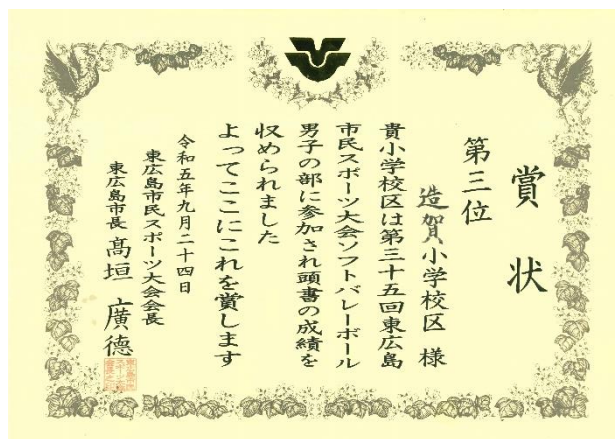 賞状
第三位
造賀小学校区 様
貴小学校区は第三十五回東広島
市民スポーツ大会ソフトバレーボール
男子の部に参加され頭書の成績を
収められました
よってここにこれを賞します
令和五年九月二十四日
東広島市民スポーツ大会会長
東広島市長 髙垣 廣德